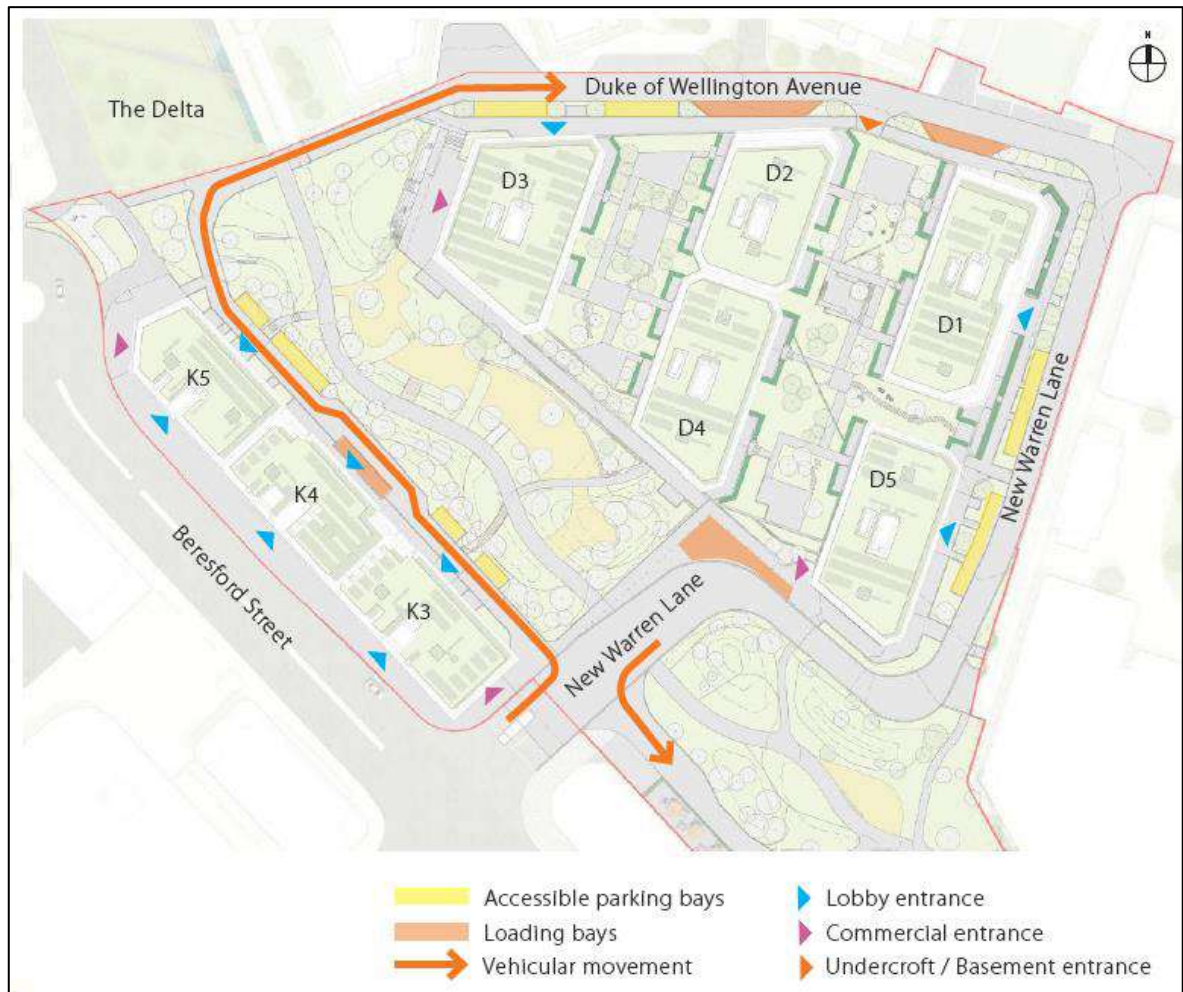 N
Duke of Wellington Avenue
The Delta
D3
D2
D1
K5
D4
New Warren Lane
D5
K4
Beresford Street
K3
New Warren Lane
Accessible parking bays
Lobby entrance
Loading bays
Commercial entrance
Vehicular movement
Undercroft / Basement entrance